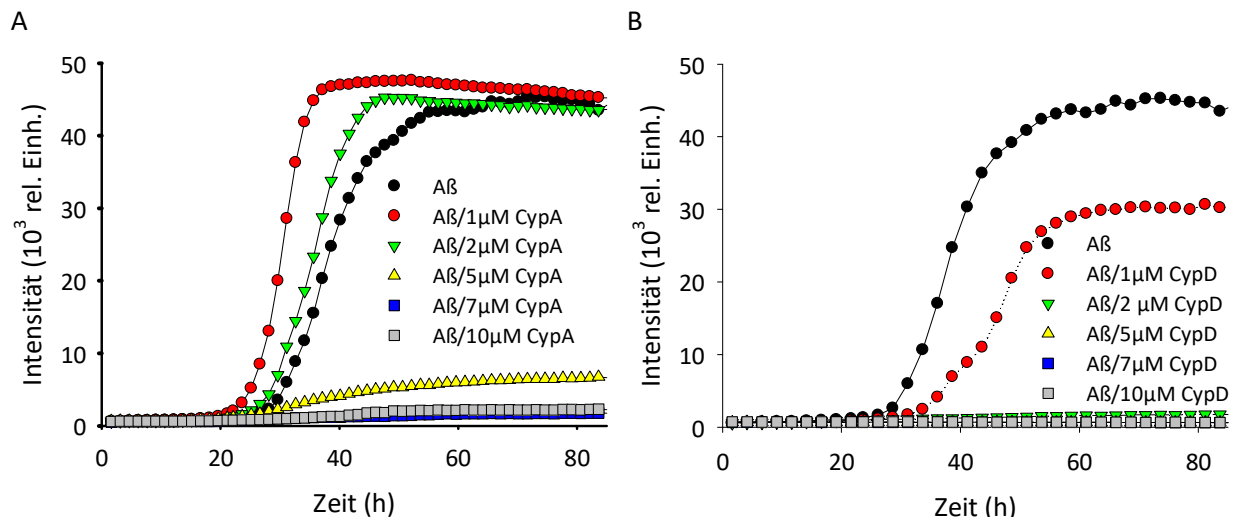 A
Intensität (10³ rel. Einh.)
50
40
30
20
10
0
Aß
Aß/1µM CypA
Aß/2µM CypA
Aß/5µM CypA
Aß/7µM CypA
Aß/10µM CypA
0 20 40 60 80
Zeit (h)
B
Intensität (10³ rel. Einh.)
50
40
30
20
10
0
Aß
Aß/1µM CypD
Aß/2 µM CypD
Aß/5µM CypD
Aß/7µM CypD
Aß/10µM CypD
0 20 40 60 80
Zeit (h)